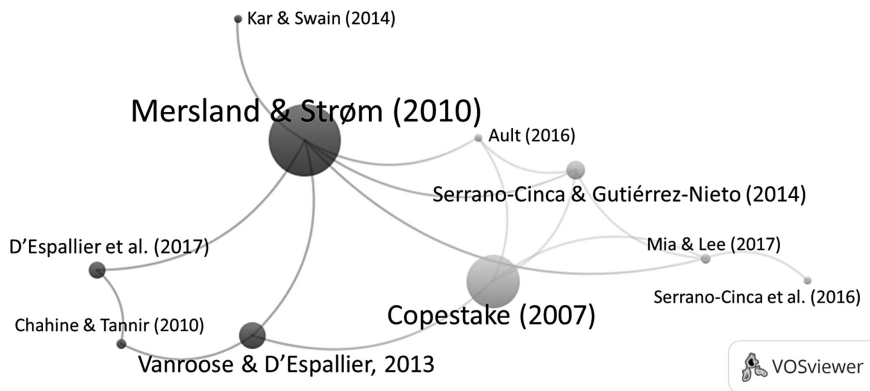 Kar & Swain (2014)
Mersland & Strøm (2010)
Ault (2016)
Serrano-Cinca & Gutiérrez-Nieto (2014)
D'Espallier et al. (2017)
Mia & Lee (2017)
Serrano-Cinca et al. (2016)
Copestake (2007)
Chahine & Tannir (2010)
Vanroose & D'Espallier, 2013
VOSviewer